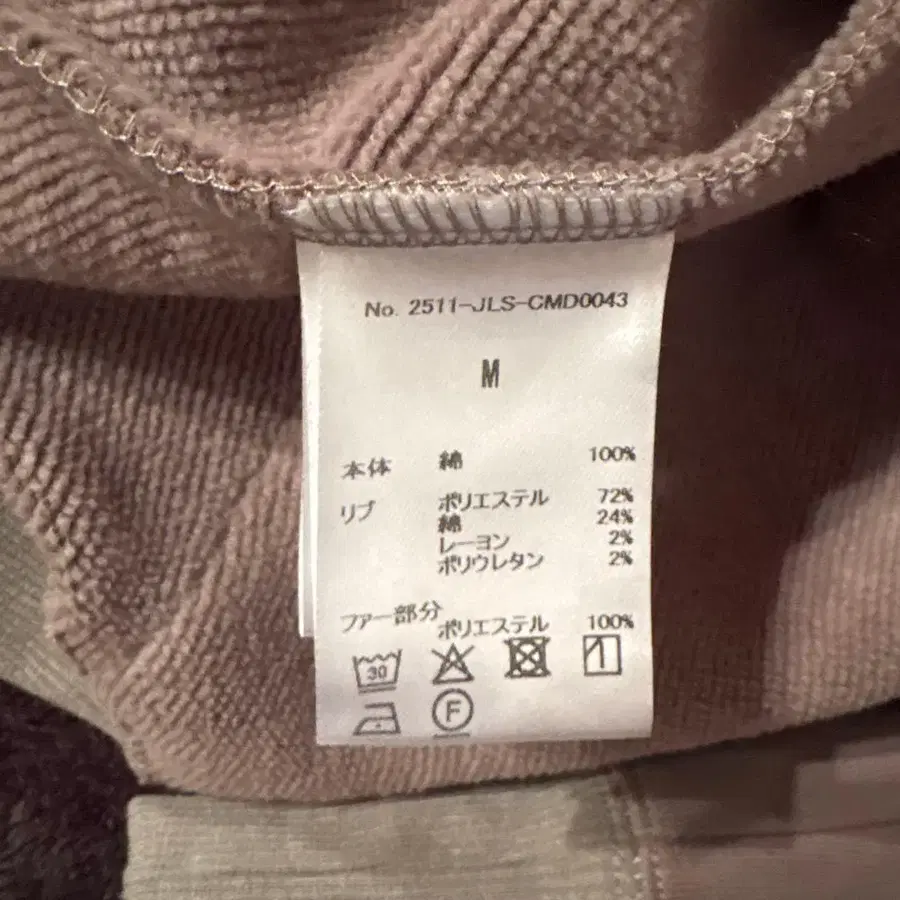 No. 2511-JLS-CMD0043
M
本体 綿 100%
リブ ポリエステル 72%
綿 24%
レーヨン 2%
ポリウレタン 2%
ファー部分 ポリエステル 100%
30
F